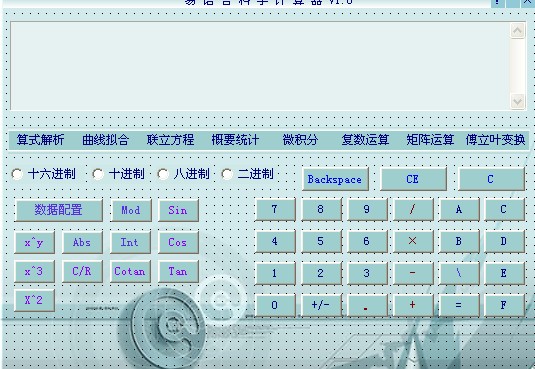 易语言科学计算器v1.0
算式解析 曲线拟合 联立方程 概要统计 微积分 复数运算 矩阵运算 傅立叶变换
十六进制 十进制 八进制 二进制 Backspace CE C
数据配置 Mod Sin 7 8 9 / A C
x^y Abs Int Cos 4 5 6 × B D
x^3 C/R Cotan Tan 1 2 3 - \ E
X^2 0 +/- . + = F